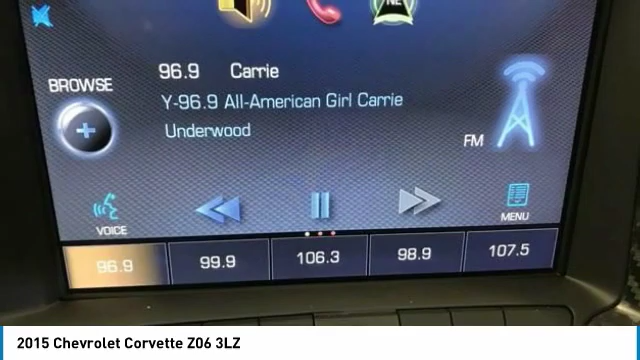 NE
96.9 Carrie
BROWSE
Y-96.9 All-American Girl Carrie
Underwood
FM
VOICE
MENU
96.9 99.9 106.3 98.9 107.5
2015 Chevrolet Corvette Z06 3LZ